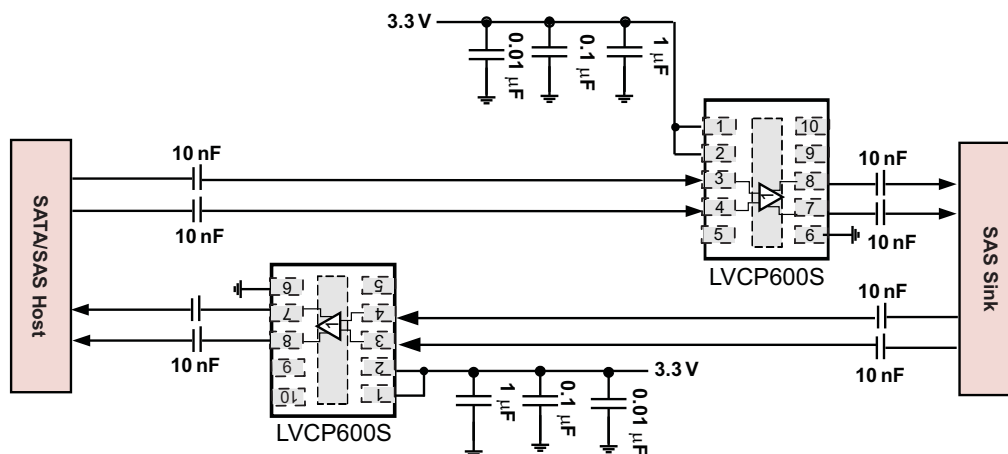 3.3 V
0.01 µF
0.1 µF
1 µF
10 nF
10 nF
1
2
3
4
5
10
9
8
7
6
1
10 nF
10 nF
LVCP600S
SATA/SAS Host
SAS Sink
10 nF
10 nF
6
7
8
9
10
5
4
3
2
1
1
10 nF
LVCP600S
3.3 V
1 µF
0.1 µF
0.01 µF